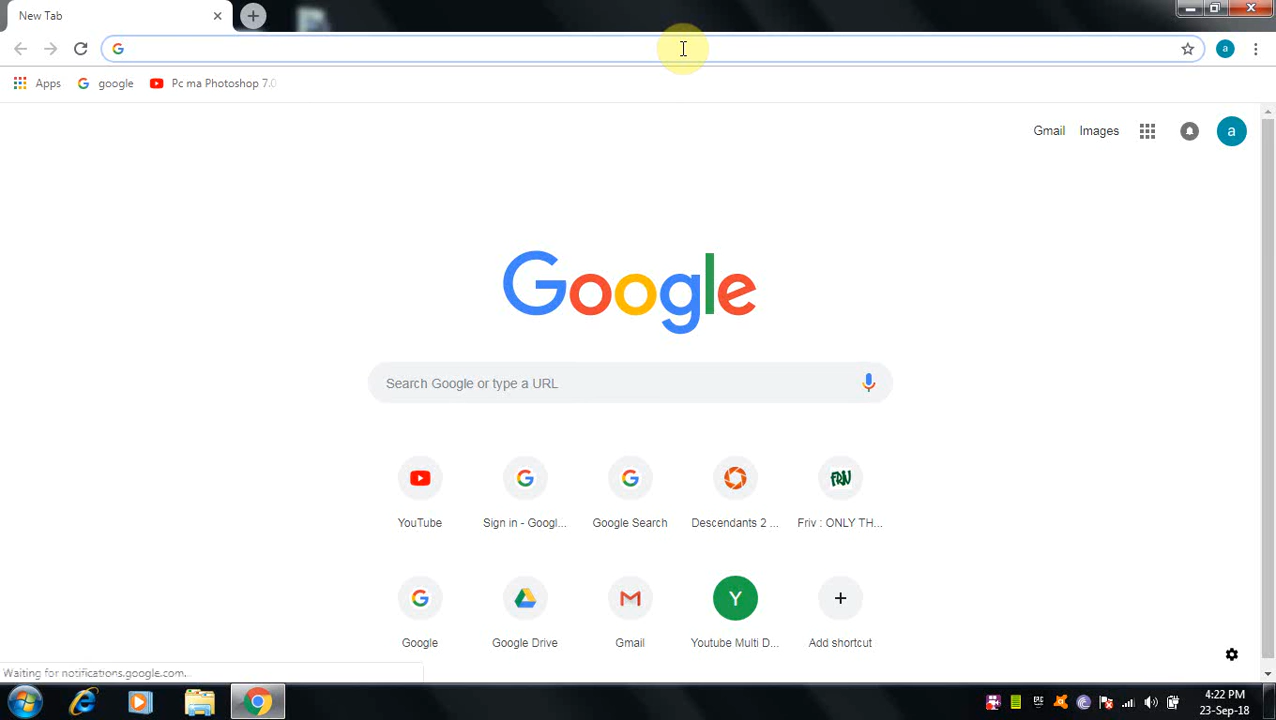 New Tab
Apps google Pc ma Photoshop 7.0
Gmail Images a
Google
Search Google or type a URL
YouTube Sign in - Googl... Google Search Descendants 2 ... Friv : ONLY TH...
Google Google Drive Gmail Youtube Multi D... Add shortcut
Waiting for notifications.google.com...
4:22 PM
23-Sep-18